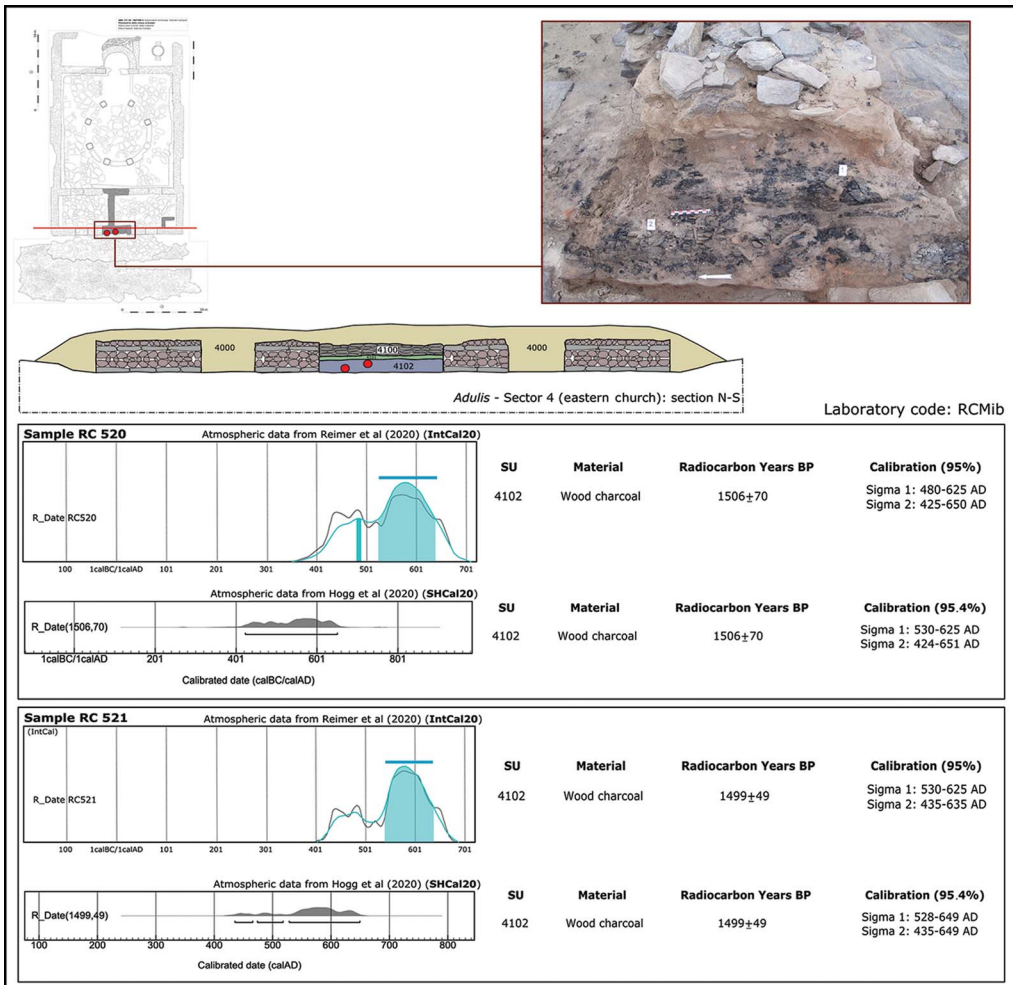 1
2
4000
4100
4000
4102
Adulis - Sector 4 (eastern church): section N-S
Laboratory code: RCMib
Sample RC 520
Atmospheric data from Reimer et al (2020) (IntCal20)
R_Date RC520
100 1calBC/1calAD 101 201 301 401 501 601 701
SU Material Radiocarbon Years BP Calibration (95%)
4102 Wood charcoal 1506±70 Sigma 1: 480-625 AD
Sigma 2: 425-650 AD
Atmospheric data from Hogg et al (2020) (SHCal20)
R_Date(1506,70)
1calBC/1calAD 201 401 601 801
Calibrated date (calBC/calAD)
SU Material Radiocarbon Years BP Calibration (95.4%)
4102 Wood charcoal 1506±70 Sigma 1: 530-625 AD
Sigma 2: 424-651 AD
Sample RC 521
Atmospheric data from Reimer et al (2020) (IntCal20)
(IntCal)
R_Date RC521
100 1calBC/1calAD 101 201 301 401 501 601 701
SU Material Radiocarbon Years BP Calibration (95%)
4102 Wood charcoal 1499±49 Sigma 1: 530-625 AD
Sigma 2: 435-635 AD
Atmospheric data from Hogg et al (2020) (SHCal20)
R_Date(1499,49)
100 200 300 400 500 600 700 800
Calibrated date (calAD)
SU Material Radiocarbon Years BP Calibration (95.4%)
4102 Wood charcoal 1499±49 Sigma 1: 528-649 AD
Sigma 2: 435-649 AD